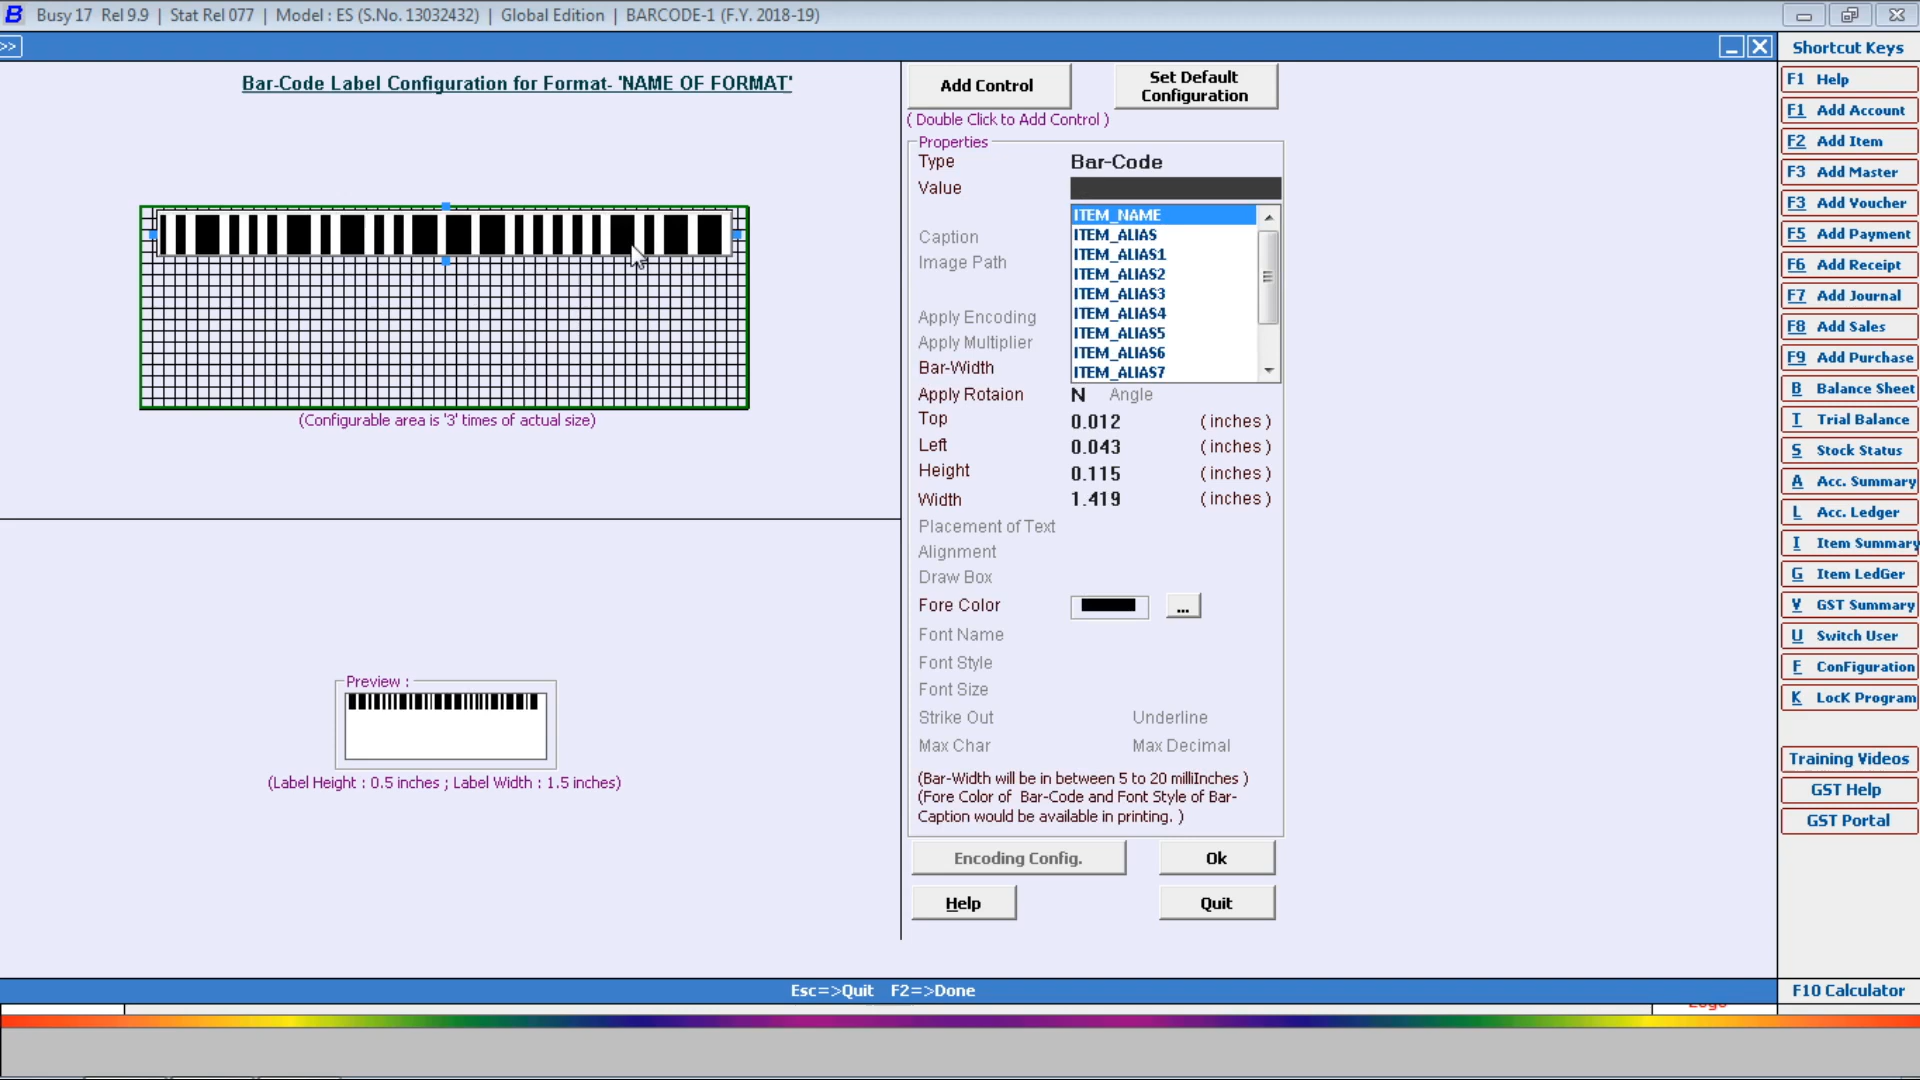 B Busy 17 Rel 9.9 | Stat Rel 077 | Model : ES (S.No. 13032432) | Global Edition | BARCODE-1 (F.Y. 2018-19)
>>
Bar-Code Label Configuration for Format- 'NAME OF FORMAT'
(Configurable area is '3' times of actual size)
Preview :
(Label Height : 0.5 inches ; Label Width : 1.5 inches)
Add Control
Set Default
Configuration
( Double Click to Add Control )
Properties
Type Bar-Code
Value
ITEM_NAME
ITEM_ALIAS
ITEM_ALIAS1
ITEM_ALIAS2
ITEM_ALIAS3
ITEM_ALIAS4
ITEM_ALIAS5
ITEM_ALIAS6
ITEM_ALIAS7
Caption
Image Path
Apply Encoding
Apply Multiplier
Bar-Width
Apply Rotaion N Angle
Top 0.012 ( inches )
Left 0.043 ( inches )
Height 0.115 ( inches )
Width 1.419 ( inches )
Placement of Text
Alignment
Draw Box
Fore Color ...
Font Name
Font Style
Font Size
Strike Out Underline
Max Char Max Decimal
(Bar-Width will be in between 5 to 20 milliInches )
(Fore Color of Bar-Code and Font Style of Bar-
Caption would be available in printing. )
Encoding Config. Ok
Help Quit
Esc=>Quit F2=>Done
Shortcut Keys
F1 Help
F1 Add Account
F2 Add Item
F3 Add Master
F3 Add Voucher
F5 Add Payment
F6 Add Receipt
F7 Add Journal
F8 Add Sales
F9 Add Purchase
B Balance Sheet
T Trial Balance
S Stock Status
A Acc. Summary
L Acc. Ledger
I Item Summary
G Item LedGer
Y GST Summary
U Switch User
F ConFiguration
K LocK Program
Training Videos
GST Help
GST Portal
F10 Calculator